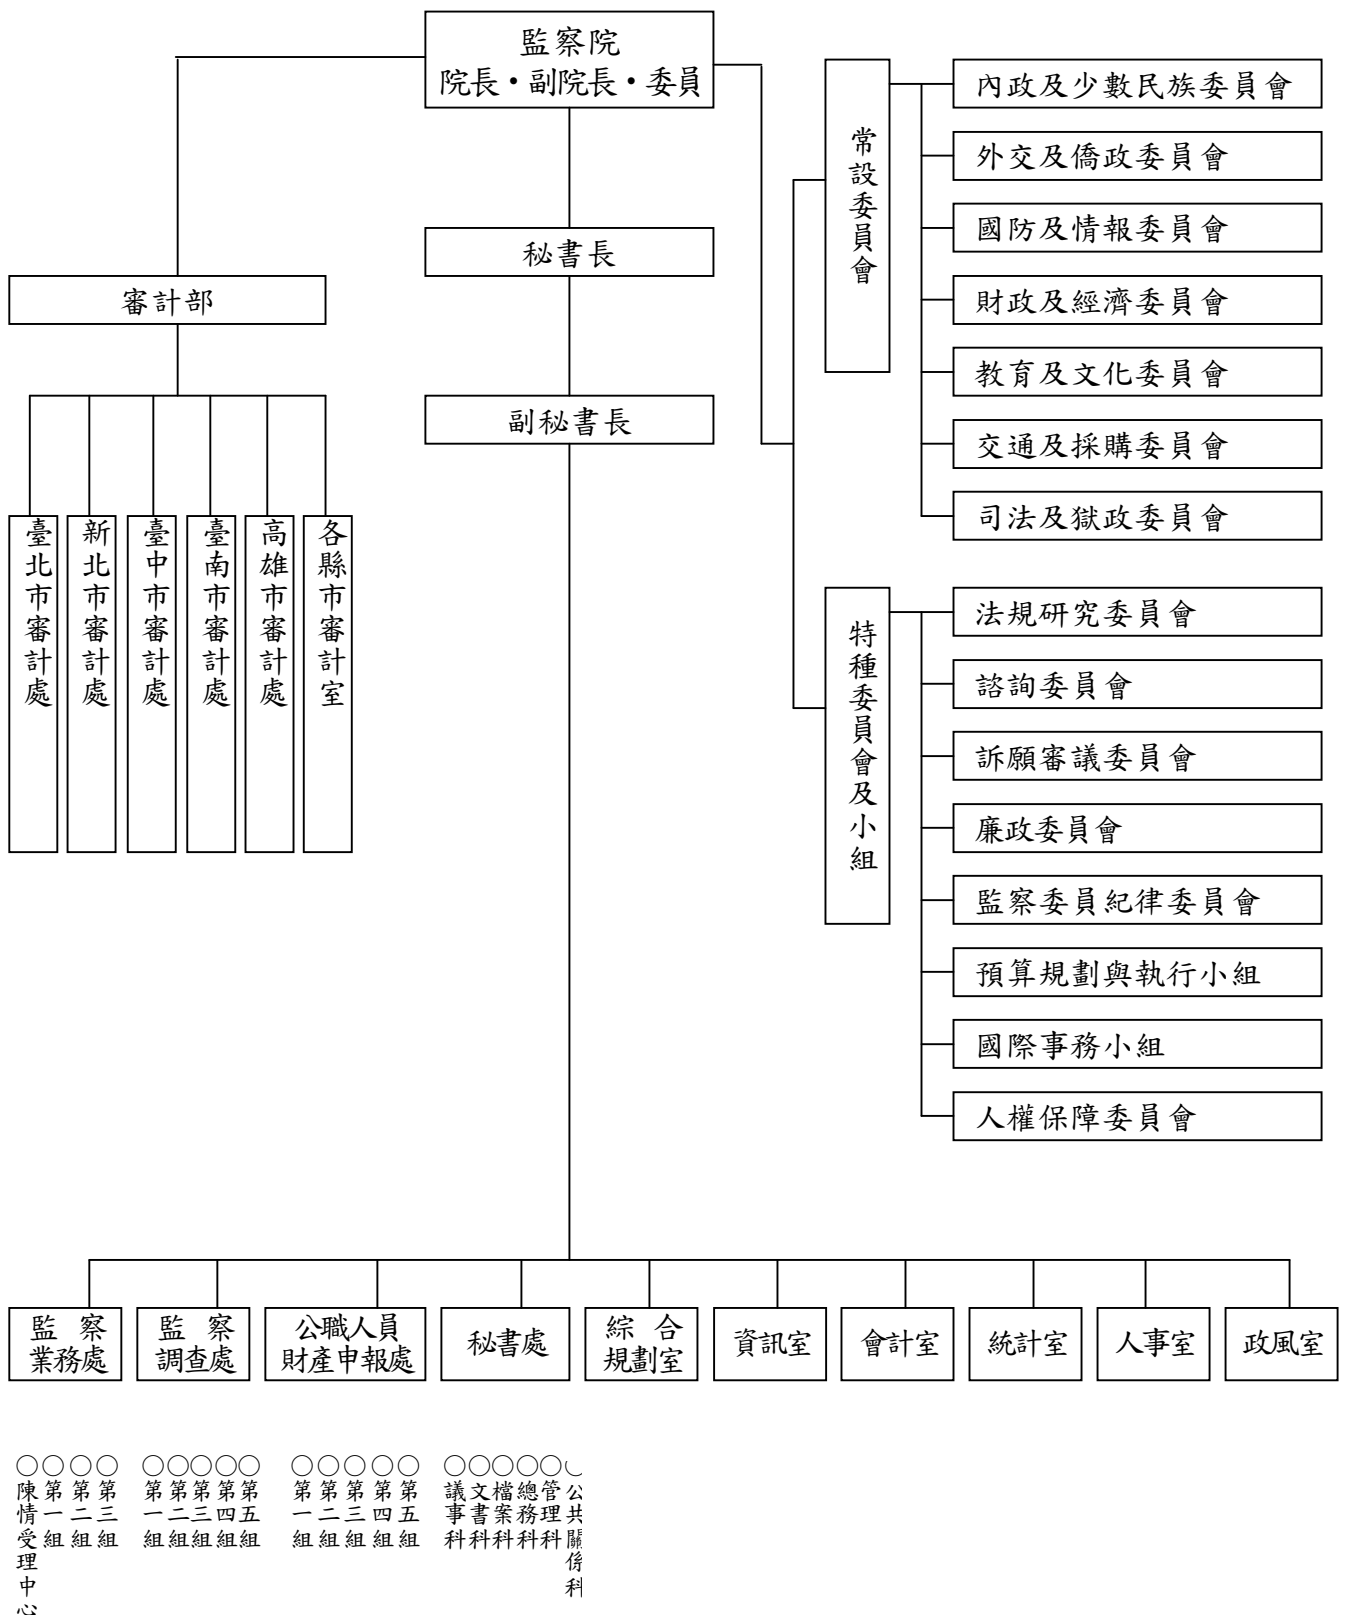 監察院
院長・副院長・委員
秘書長
副秘書長
審計部
臺北市審計處
新北市審計處
臺中市審計處
臺南市審計處
高雄市審計處
各縣市審計室
常設委員會
內政及少數民族委員會
外交及僑政委員會
國防及情報委員會
財政及經濟委員會
教育及文化委員會
交通及採購委員會
司法及獄政委員會
特種委員會及小組
法規研究委員會
諮詢委員會
訴願審議委員會
廉政委員會
監察委員紀律委員會
預算規劃與執行小組
國際事務小組
人權保障委員會
監察
業務處
監察
調查處
公職人員
財產申報處
秘書處
綜合
規劃室
資訊室
會計室
統計室
人事室
政風室
○陳情受理中心
○第一組
○第二組
○第三組
○第一組
○第二組
○第三組
○第四組
○第五組
○第一組
○第二組
○第三組
○第四組
○第五組
○議事科
○文書科
○檔案科
○總務科
○管理科
○公共關係科